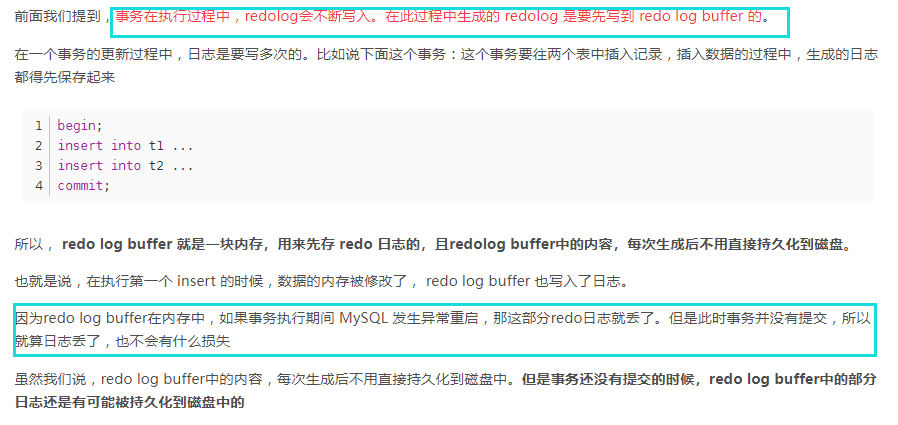 前面我们提到，事务在执行过程中，redolog会不断写入。在此过程中生成的 redolog 是要先写到 redo log buffer 的。
在一个事务的更新过程中，日志是要写多次的。比如说下面这个事务：这个事务要往两个表中插入记录，插入数据的过程中，生成的日志
都得先保存起来
1 begin;
2 insert into t1 ...
3 insert into t2 ...
4 commit;
所以， redo log buffer 就是一块内存，用来先存 redo 日志的，且redolog buffer中的内容，每次生成后不用直接持久化到磁盘。
也就是说，在执行第一个 insert 的时候，数据的内存被修改了， redo log buffer 也写入了日志。
因为redo log buffer在内存中，如果事务执行期间 MySQL 发生异常重启，那这部分redo日志就丢了。但是此时事务并没有提交，所以
就算日志丢了，也不会有什么损失
虽然我们说，redo log buffer中的内容，每次生成后不用直接持久化到磁盘中。但是事务还没有提交的时候，redo log buffer中的部分
日志还是有可能被持久化到磁盘中的